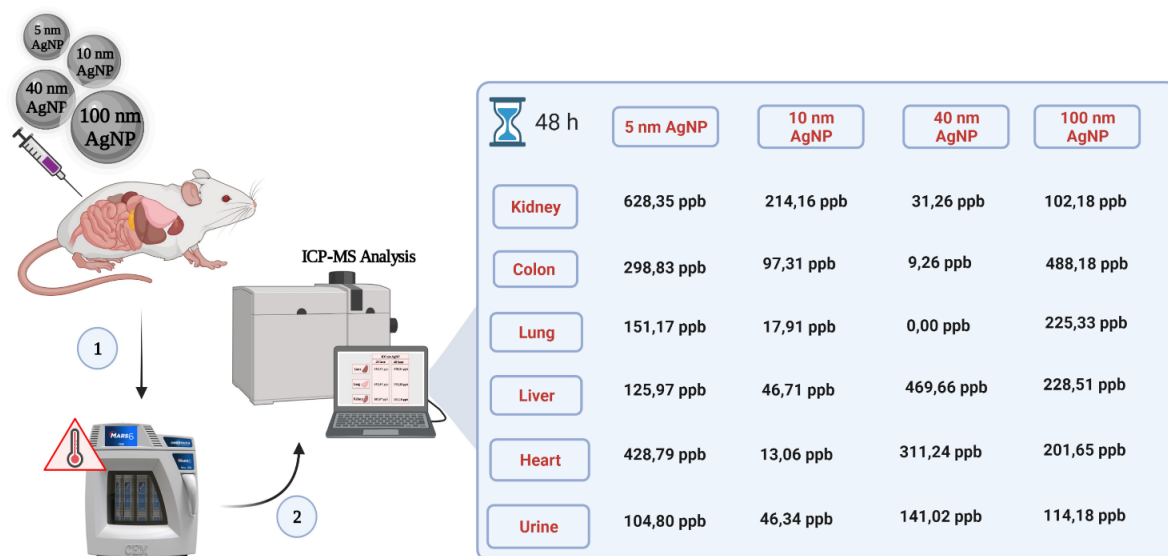 5 nm
AgNP
10 nm
AgNP
40 nm
AgNP
100 nm
AgNP
ICP-MS Analysis
1
2
MARS6
CEM
48 h
5 nm AgNP
10 nm
AgNP
40 nm
AgNP
100 nm
AgNP
Kidney 628,35 ppb 214,16 ppb 31,26 ppb 102,18 ppb
Colon 298,83 ppb 97,31 ppb 9,26 ppb 488,18 ppb
Lung 151,17 ppb 17,91 ppb 0,00 ppb 225,33 ppb
Liver 125,97 ppb 46,71 ppb 469,66 ppb 228,51 ppb
Heart 428,79 ppb 13,06 ppb 311,24 ppb 201,65 ppb
Urine 104,80 ppb 46,34 ppb 141,02 ppb 114,18 ppb